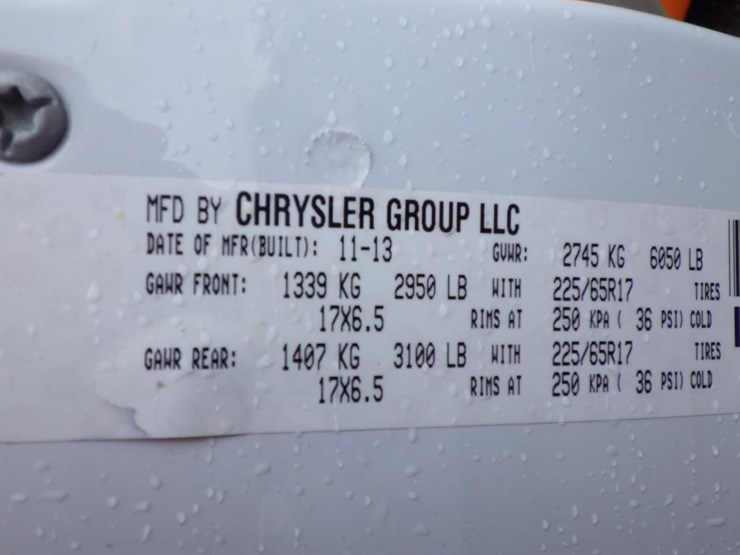 MFD BY CHRYSLER GROUP LLC
DATE OF MFR(BUILT): 11-13 GVWR: 2745 KG 6050 LB
GAWR FRONT: 1339 KG 2950 LB WITH 225/65R17 TIRES
17X6.5 RIMS AT 250 KPA ( 36 PSI) COLD
GAWR REAR: 1407 KG 3100 LB WITH 225/65R17 TIRES
17X6.5 RIMS AT 250 KPA ( 36 PSI) COLD